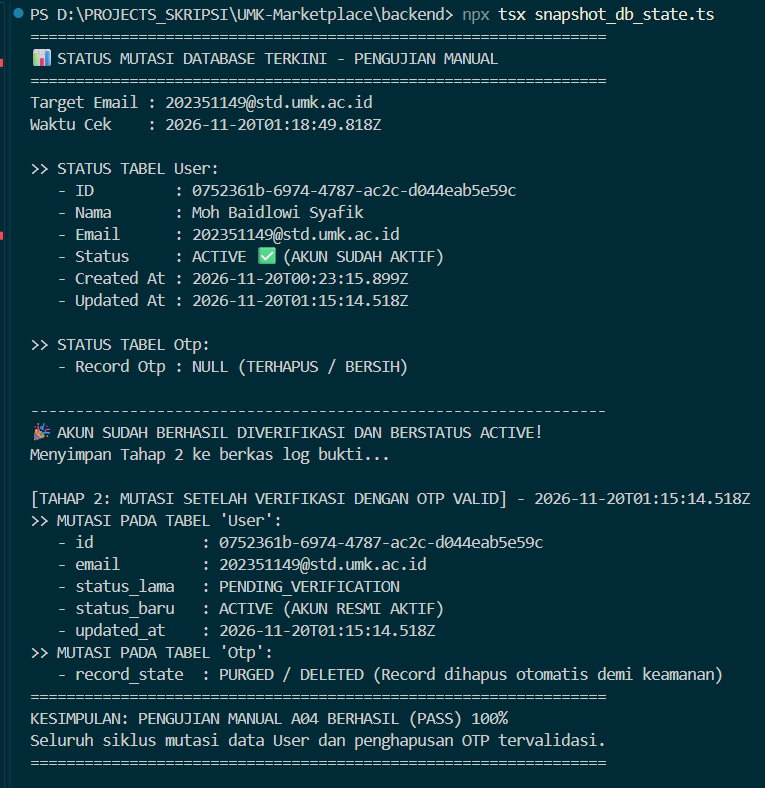 PS D:\PROJECTS_SKRIPSI\UMK-Marketplace\backend> npx tsx snapshot_db_state.ts
================================================================
📊 STATUS MUTASI DATABASE TERKINI - PENGUJIAN MANUAL
================================================================
Target Email : 202351149@std.umk.ac.id
Waktu Cek    : 2026-11-20T01:18:49.818Z

>> STATUS TABEL User:
   - ID         : 0752361b-6974-4787-ac2c-d044eab5e59c
   - Nama       : Moh Baidlowi Syafik
   - Email      : 202351149@std.umk.ac.id
   - Status     : ACTIVE ✅ (AKUN SUDAH AKTIF)
   - Created At : 2026-11-20T00:23:15.899Z
   - Updated At : 2026-11-20T01:15:14.518Z

>> STATUS TABEL Otp:
   - Record Otp : NULL (TERHAPUS / BERSIH)

----------------------------------------------------------------
🎉 AKUN SUDAH BERHASIL DIVERIFIKASI DAN BERSTATUS ACTIVE!
Menyimpan Tahap 2 ke berkas log bukti...

[TAHAP 2: MUTASI SETELAH VERIFIKASI DENGAN OTP VALID] - 2026-11-20T01:15:14.518Z
>> MUTASI PADA TABEL 'User':
   - id            : 0752361b-6974-4787-ac2c-d044eab5e59c
   - email         : 202351149@std.umk.ac.id
   - status_lama   : PENDING_VERIFICATION
   - status_baru   : ACTIVE (AKUN RESMI AKTIF)
   - updated_at    : 2026-11-20T01:15:14.518Z
>> MUTASI PADA TABEL 'Otp':
   - record_state  : PURGED / DELETED (Record dihapus otomatis demi keamanan)
================================================================
KESIMPULAN: PENGUJIAN MANUAL A04 BERHASIL (PASS) 100%
Seluruh siklus mutasi data User dan penghapusan OTP tervalidasi.
================================================================